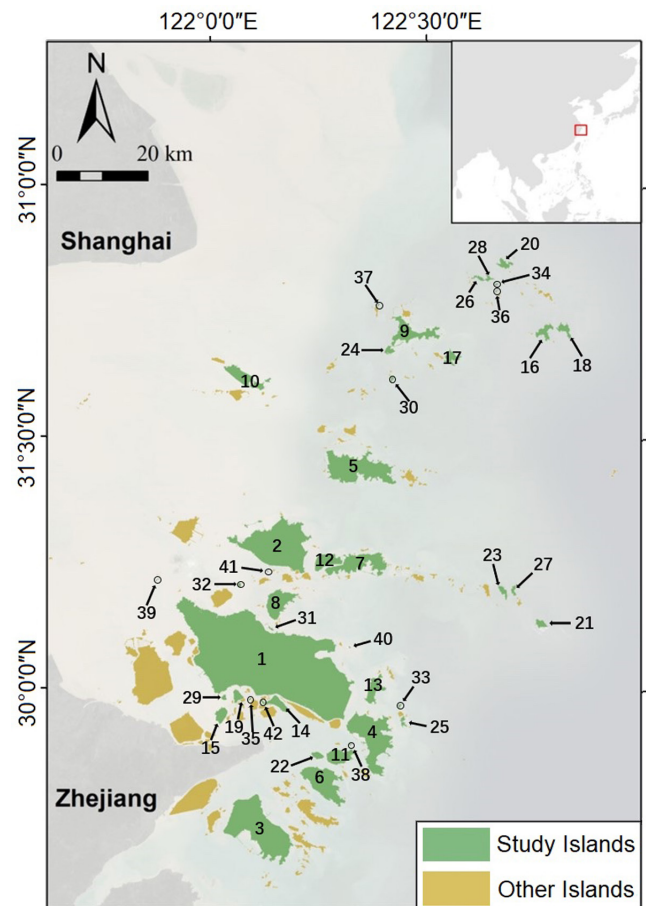 122°0′0″E 122°30′0″E
N
0 20 km
31°0′0″N
Shanghai
28 20
37 34
26 36
9
24 17 16 18
10
30
31°30′0″N
5
2
41 12 7 23 27
32
39 8 31 21
40
1
33
30°0′0″N
13
29 4 25
19 14
15 35 42
22 11 38
6
Zhejiang
3
Study Islands
Other Islands